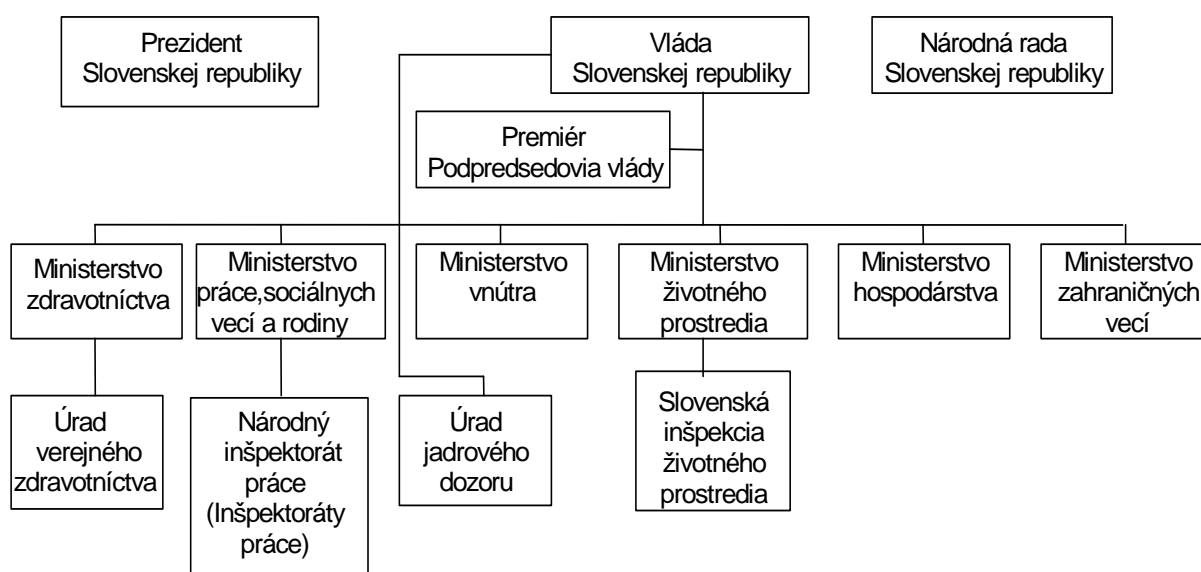 Prezident
Slovenskej republiky
Vláda
Slovenskej republiky
Národná rada
Slovenskej republiky
Premiér
Podpredsedovia vlády
Ministerstvo
zdravotníctva
Ministerstvo
práce,sociálnych
vecí a rodiny
Ministerstvo
vnútra
Ministerstvo
životného
prostredia
Ministerstvo
hospodárstva
Ministerstvo
zahraničných
vecí
Úrad
verejného
zdravotníctva
Národný
inšpektorát
práce
(Inšpektoráty
práce)
Úrad
jadrového
dozoru
Slovenská
inšpekcia
životného
prostredia